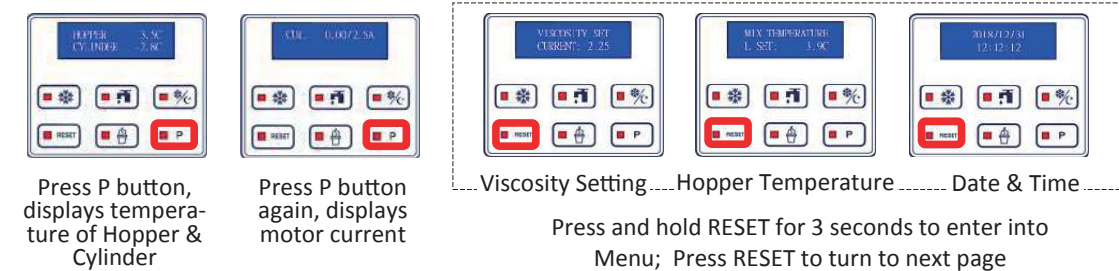 HOPPER 3.5C
CYLINDER -2.8C
RESET
P
Press P button,
displays tempera-
ture of Hopper &
Cylinder
CUR. 0.00/2.5A
RESET
P
Press P button
again, displays
motor current
VISCOSITY SET
CURRENT: 2.25
RESET
P
Viscosity Setting
MIX TEMPERATURE
L SET: 3.9C
RESET
P
Hopper Temperature
2018/12/31
12:12:12
RESET
P
Date & Time
Press and hold RESET for 3 seconds to enter into
Menu; Press RESET to turn to next page